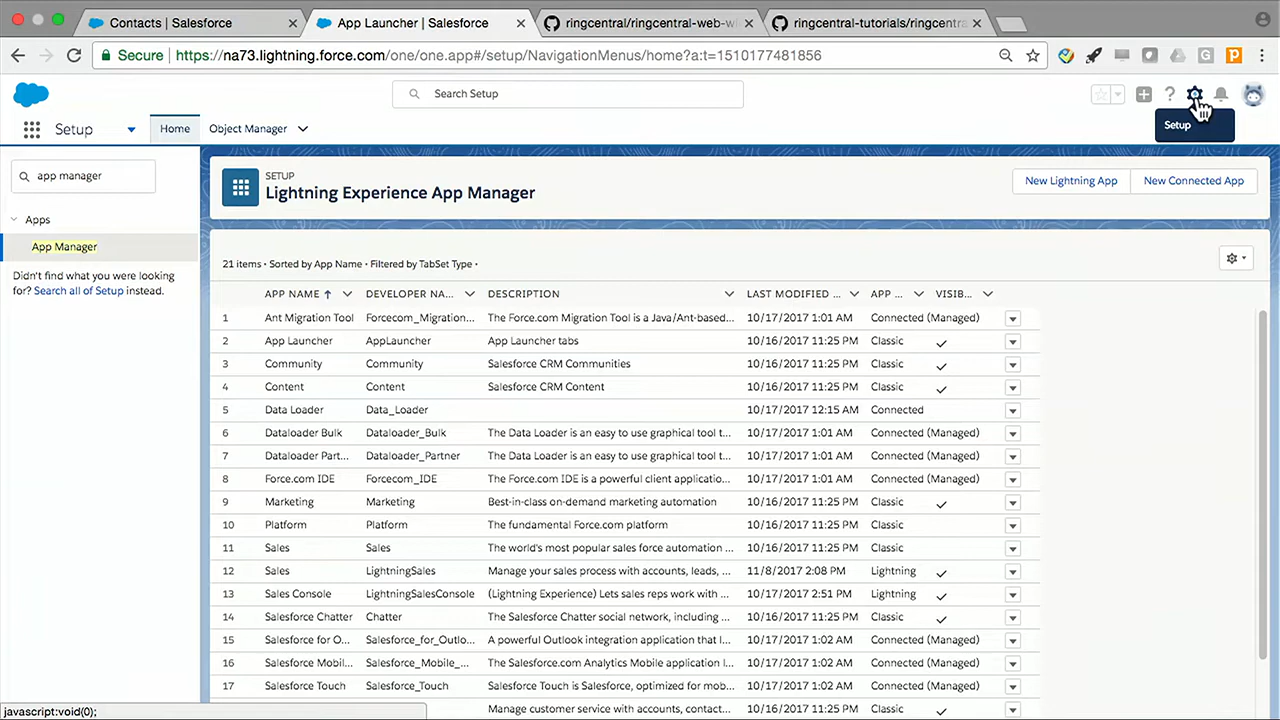 Contacts | Salesforce
App Launcher | Salesforce
ringcentral/ringcentral-web-wi
ringcentral-tutorials/ringcentra
Secure
https://na73.lightning.force.com/one/one.app#/setup/NavigationMenus/home?a:t=1510177481856
Search Setup
Setup
Home
Object Manager
Setup
app manager
Apps
App Manager
Didn't find what you were looking
for? Search all of Setup instead.
SETUP
Lightning Experience App Manager
New Lightning App
New Connected App
21 items • Sorted by App Name • Filtered by TabSet Type •
APP NAME DEVELOPER NA... DESCRIPTION LAST MODIFIED ... APP ... VISIB...
1 Ant Migration Tool Forcecom_Migration... The Force.com Migration Tool is a Java/Ant-based... 10/17/2017 1:01 AM Connected (Managed)
2 App Launcher AppLauncher App Launcher tabs 10/16/2017 11:25 PM Classic
3 Community Community Salesforce CRM Communities 10/16/2017 11:25 PM Classic
4 Content Content Salesforce CRM Content 10/16/2017 11:25 PM Classic
5 Data Loader Data_Loader 10/17/2017 12:15 AM Connected
6 Dataloader Bulk Dataloader_Bulk The Data Loader is an easy to use graphical tool t... 10/17/2017 1:01 AM Connected (Managed)
7 Dataloader Part... Dataloader_Partner The Data Loader is an easy to use graphical tool t... 10/17/2017 1:01 AM Connected (Managed)
8 Force.com IDE Forcecom_IDE The Force.com IDE is a powerful client applicatio... 10/17/2017 1:01 AM Connected (Managed)
9 Marketing Marketing Best-in-class on-demand marketing automation 10/16/2017 11:25 PM Classic
10 Platform Platform The fundamental Force.com platform 10/16/2017 11:25 PM Classic
11 Sales Sales The world's most popular sales force automation ... 10/16/2017 11:25 PM Classic
12 Sales LightningSales Manage your sales process with accounts, leads, ... 11/8/2017 2:08 PM Lightning
13 Sales Console LightningSalesConsole (Lightning Experience) Lets sales reps work with ... 10/17/2017 2:51 PM Lightning
14 Salesforce Chatter Chatter The Salesforce Chatter social network, including ... 10/16/2017 11:25 PM Classic
15 Salesforce for O... Salesforce_for_Outlo... A powerful Outlook integration application that l... 10/17/2017 1:02 AM Connected (Managed)
16 Salesforce Mobil... Salesforce_Mobile_... The Salesforce.com Analytics Mobile application l... 10/17/2017 1:02 AM Connected (Managed)
17 Salesforce Touch Salesforce_Touch Salesforce Touch is Salesforce, optimized for mob... 10/17/2017 1:02 AM Connected (Managed)
Manage customer service with accounts, contact... 10/16/2017 11:25 PM Classic
javascript:void(0);